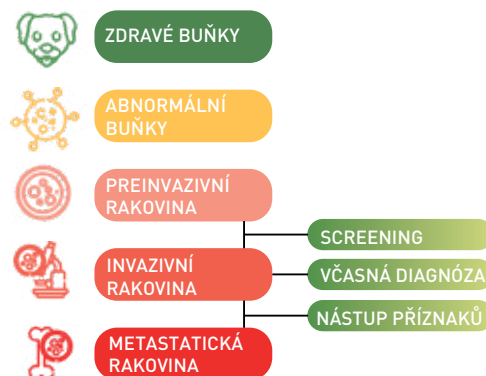 ZDRAVÉ BUŇKY
ABNORMÁLNÍ
BUŇKY
PREINVAZIVNÍ
RAKOVINA
SCREENING
INVAZIVNÍ
RAKOVINA
VČASNÁ DIAGNÓZA
NÁSTUP PŘÍZNAKŮ
METASTATICKÁ
RAKOVINA